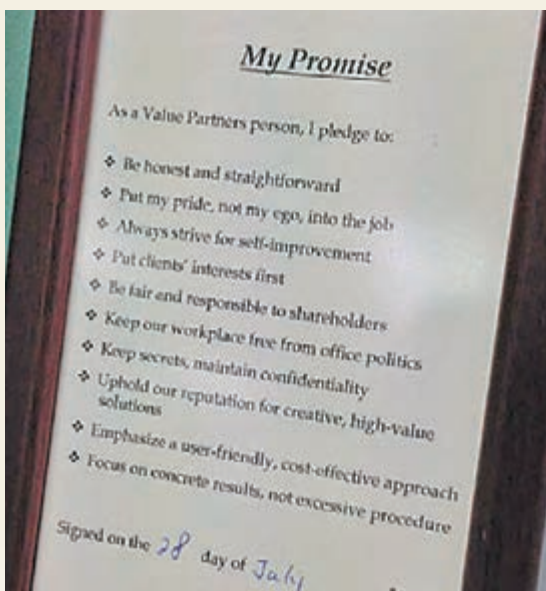 My Promise
As a Value Partners person, I pledge to:
❖ Be honest and straightforward
❖ Put my pride, not my ego, into the job
❖ Always strive for self-improvement
❖ Put clients' interests first
❖ Be fair and responsible to shareholders
❖ Keep our workplace free from office politics
❖ Keep secrets, maintain confidentiality
❖ Uphold our reputation for creative, high-value
solutions
❖ Emphasize a user-friendly, cost-effective approach
❖ Focus on concrete results, not excessive procedure
Signed on the 28 day of July